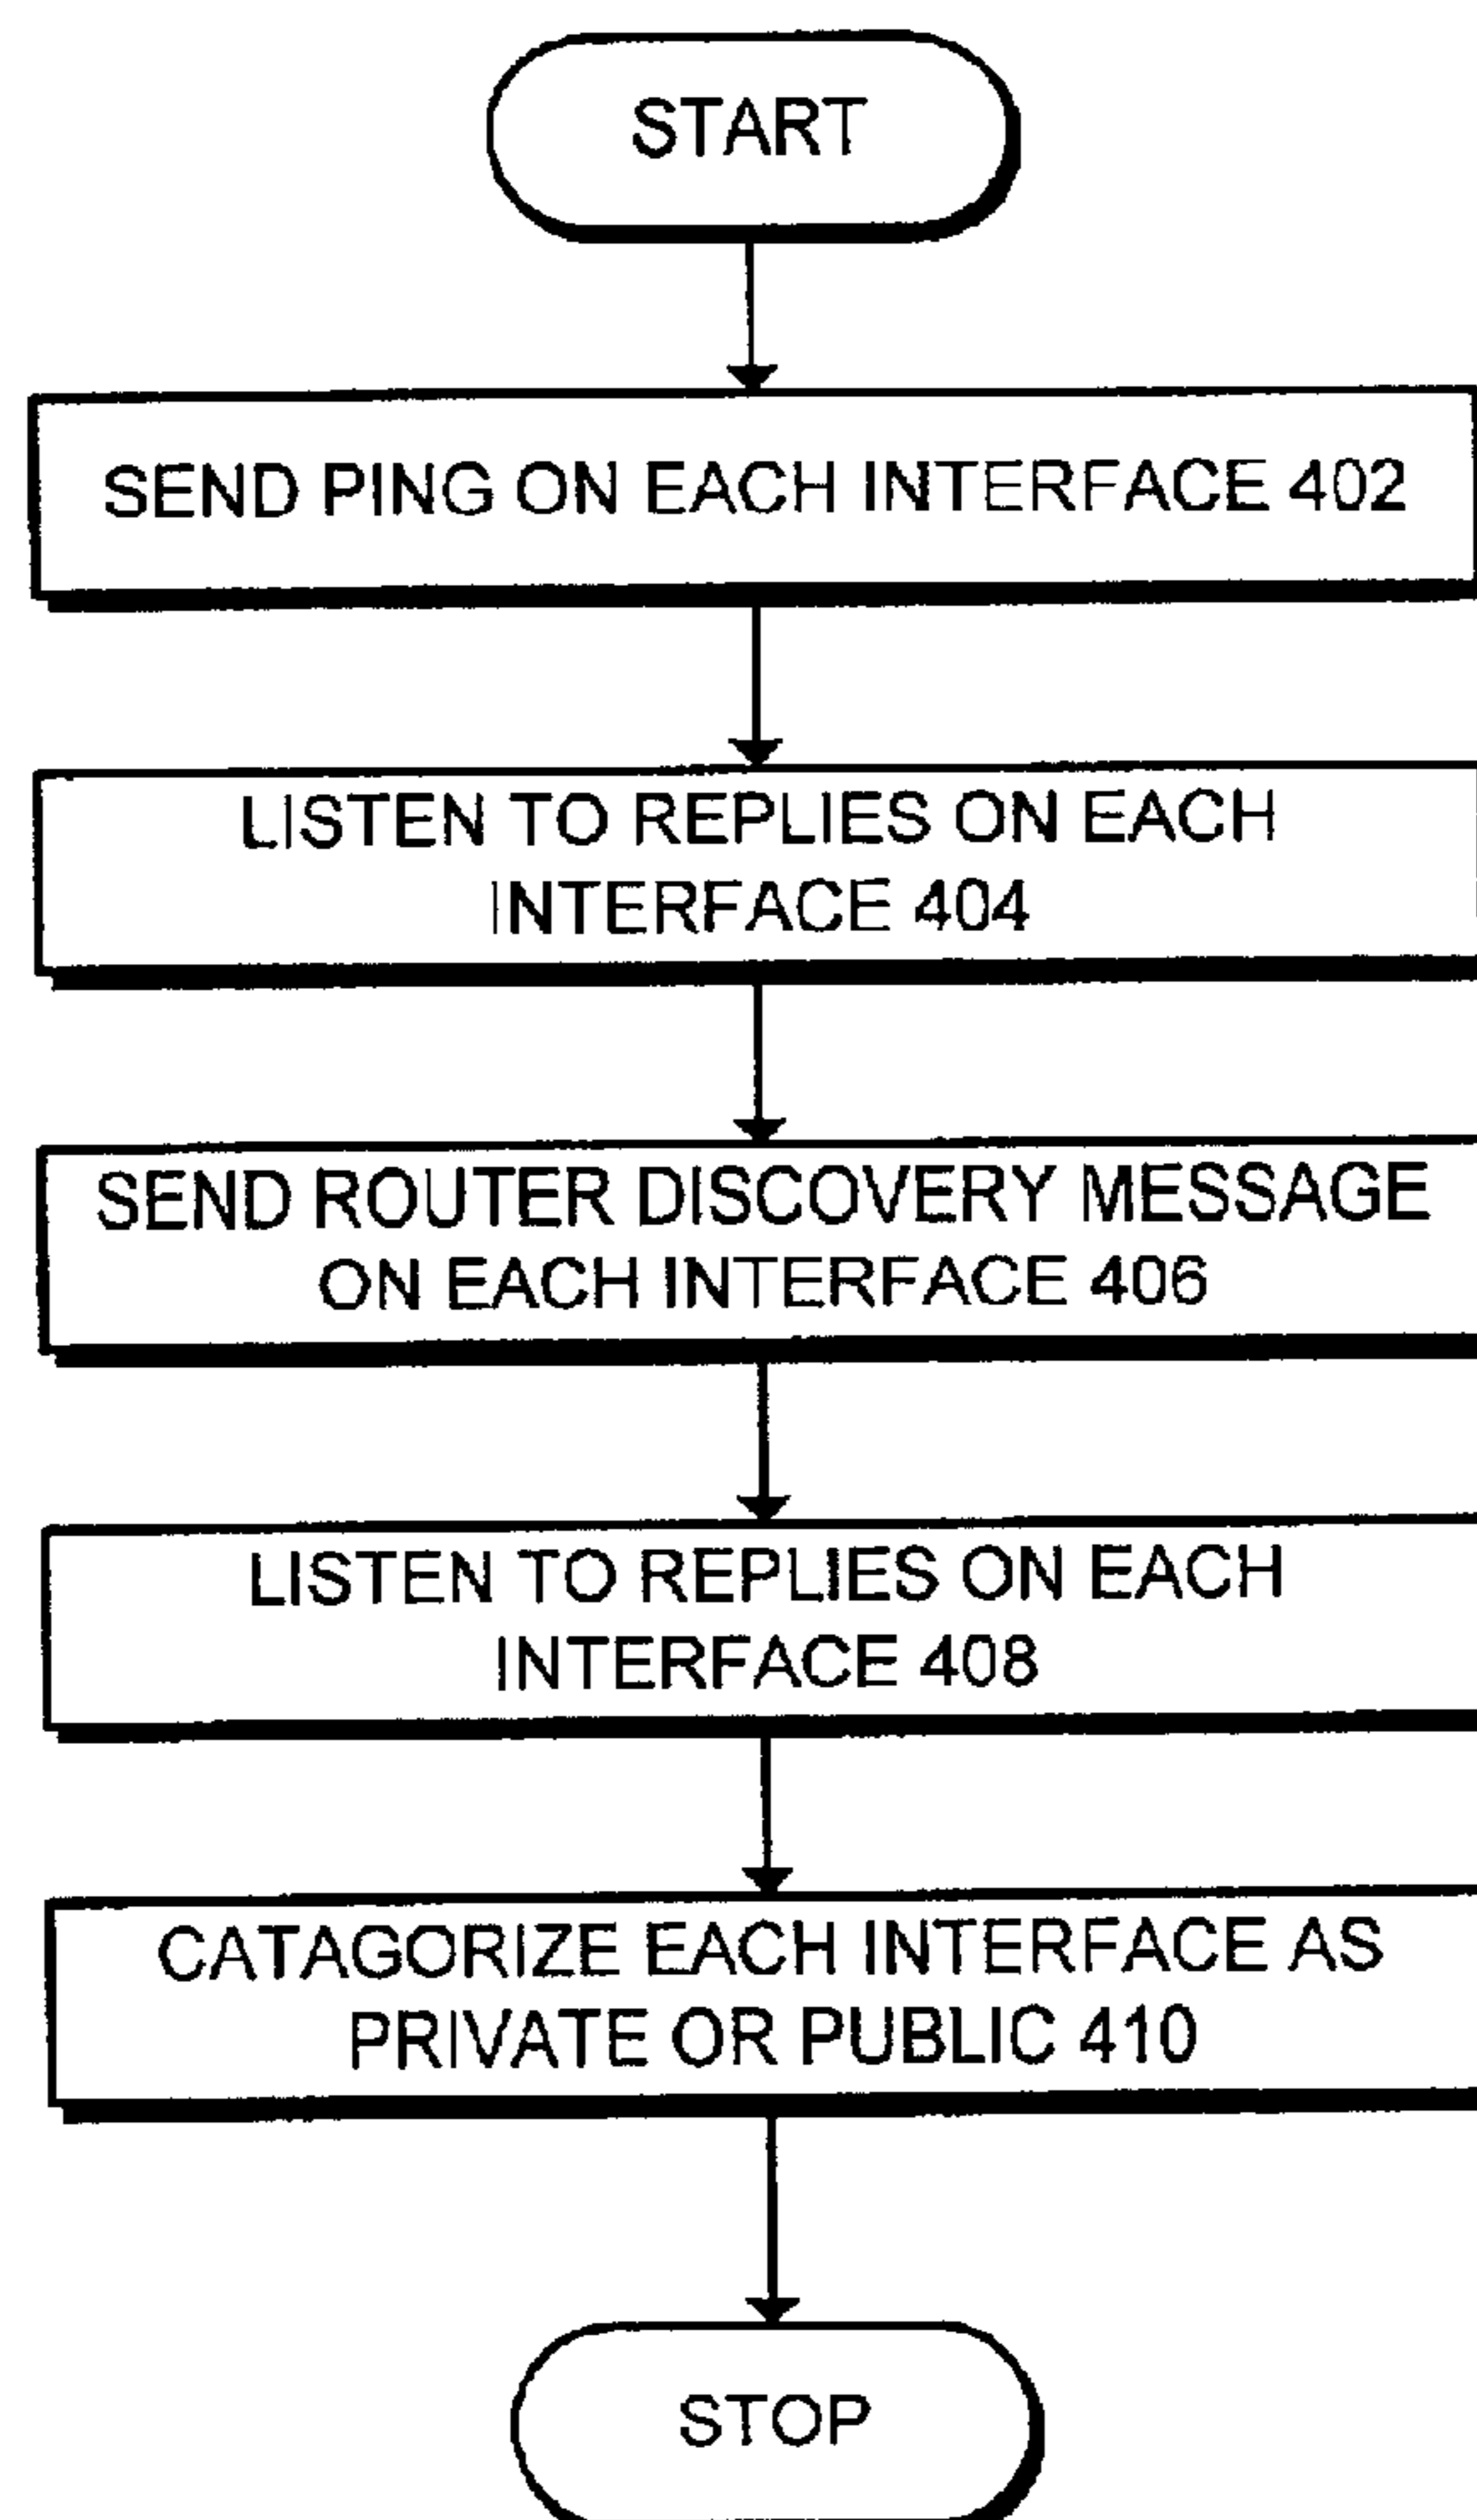 START
SEND PING ON EACH INTERFACE 402
LISTEN TO REPLIES ON EACH
INTERFACE 404
SEND ROUTER DISCOVERY MESSAGE
ON EACH INTERFACE 406
LISTEN TO REPLIES ON EACH
INTERFACE 408
CATAGORIZE EACH INTERFACE AS
PRIVATE OR PUBLIC 410
STOP